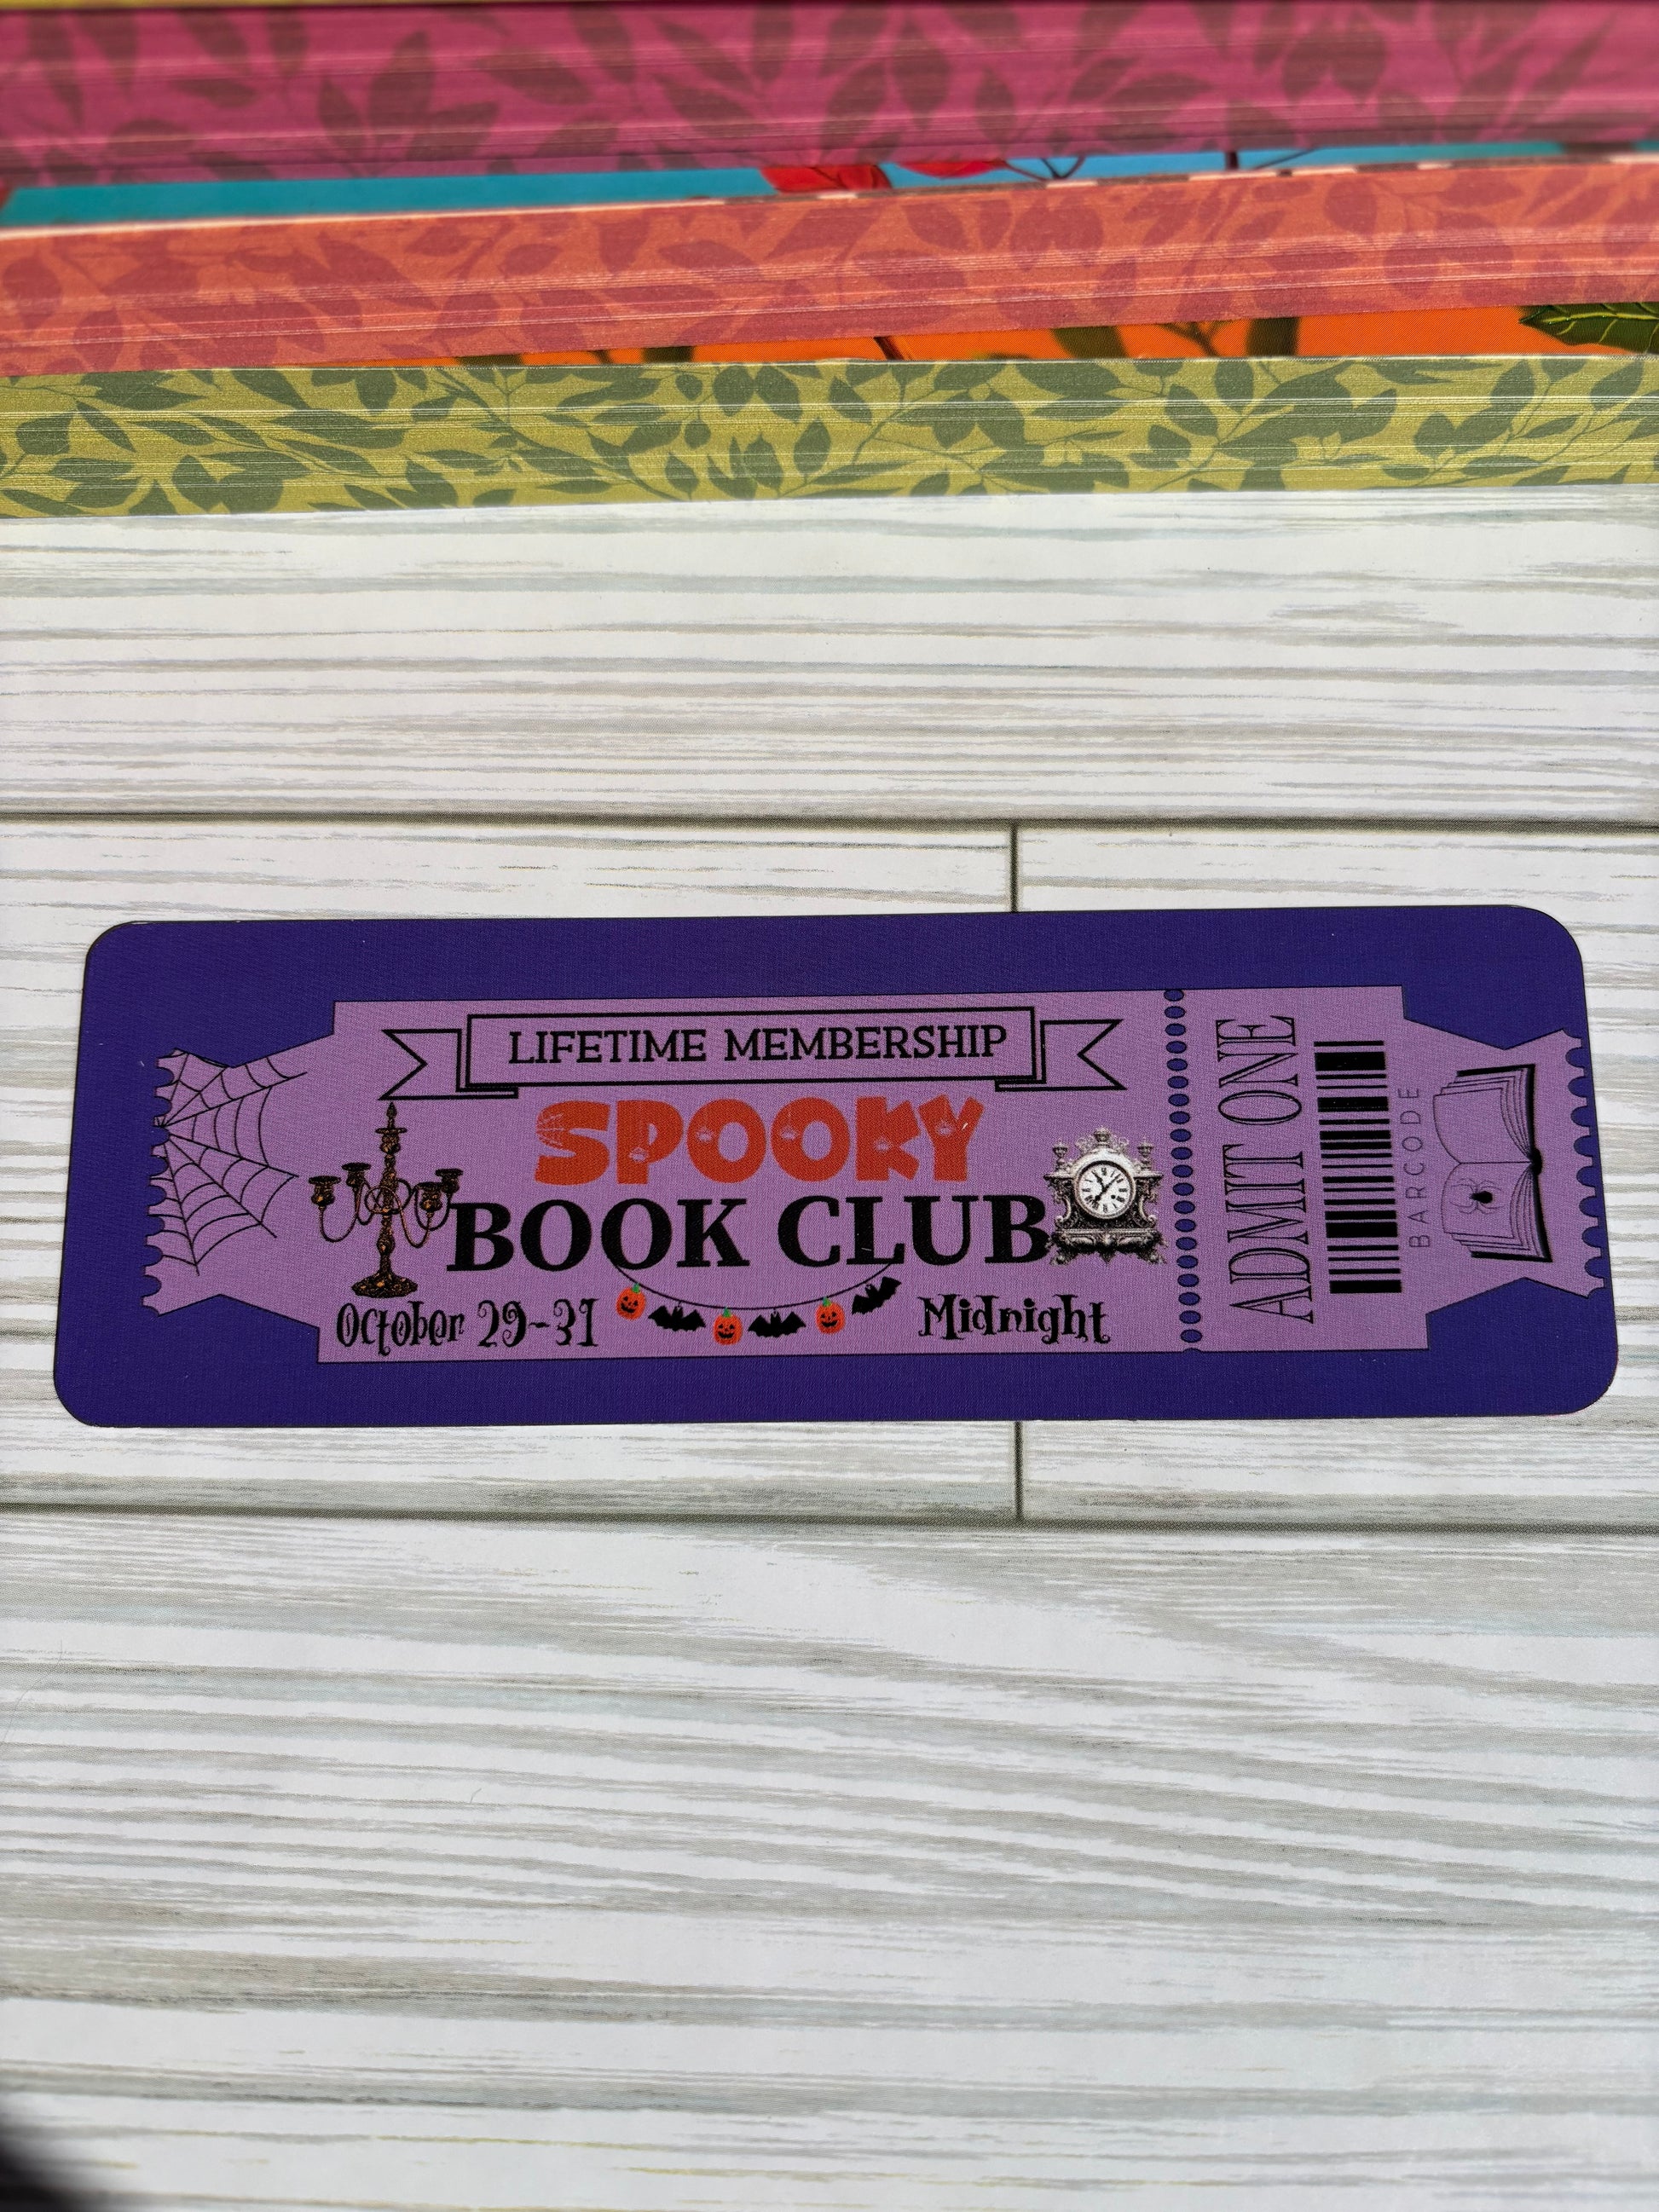 LIFETIME MEMBERSHIP
SPOOKY
BOOK CLUB
October 29-31
Midnight
ADMIT ONE
BARCODE